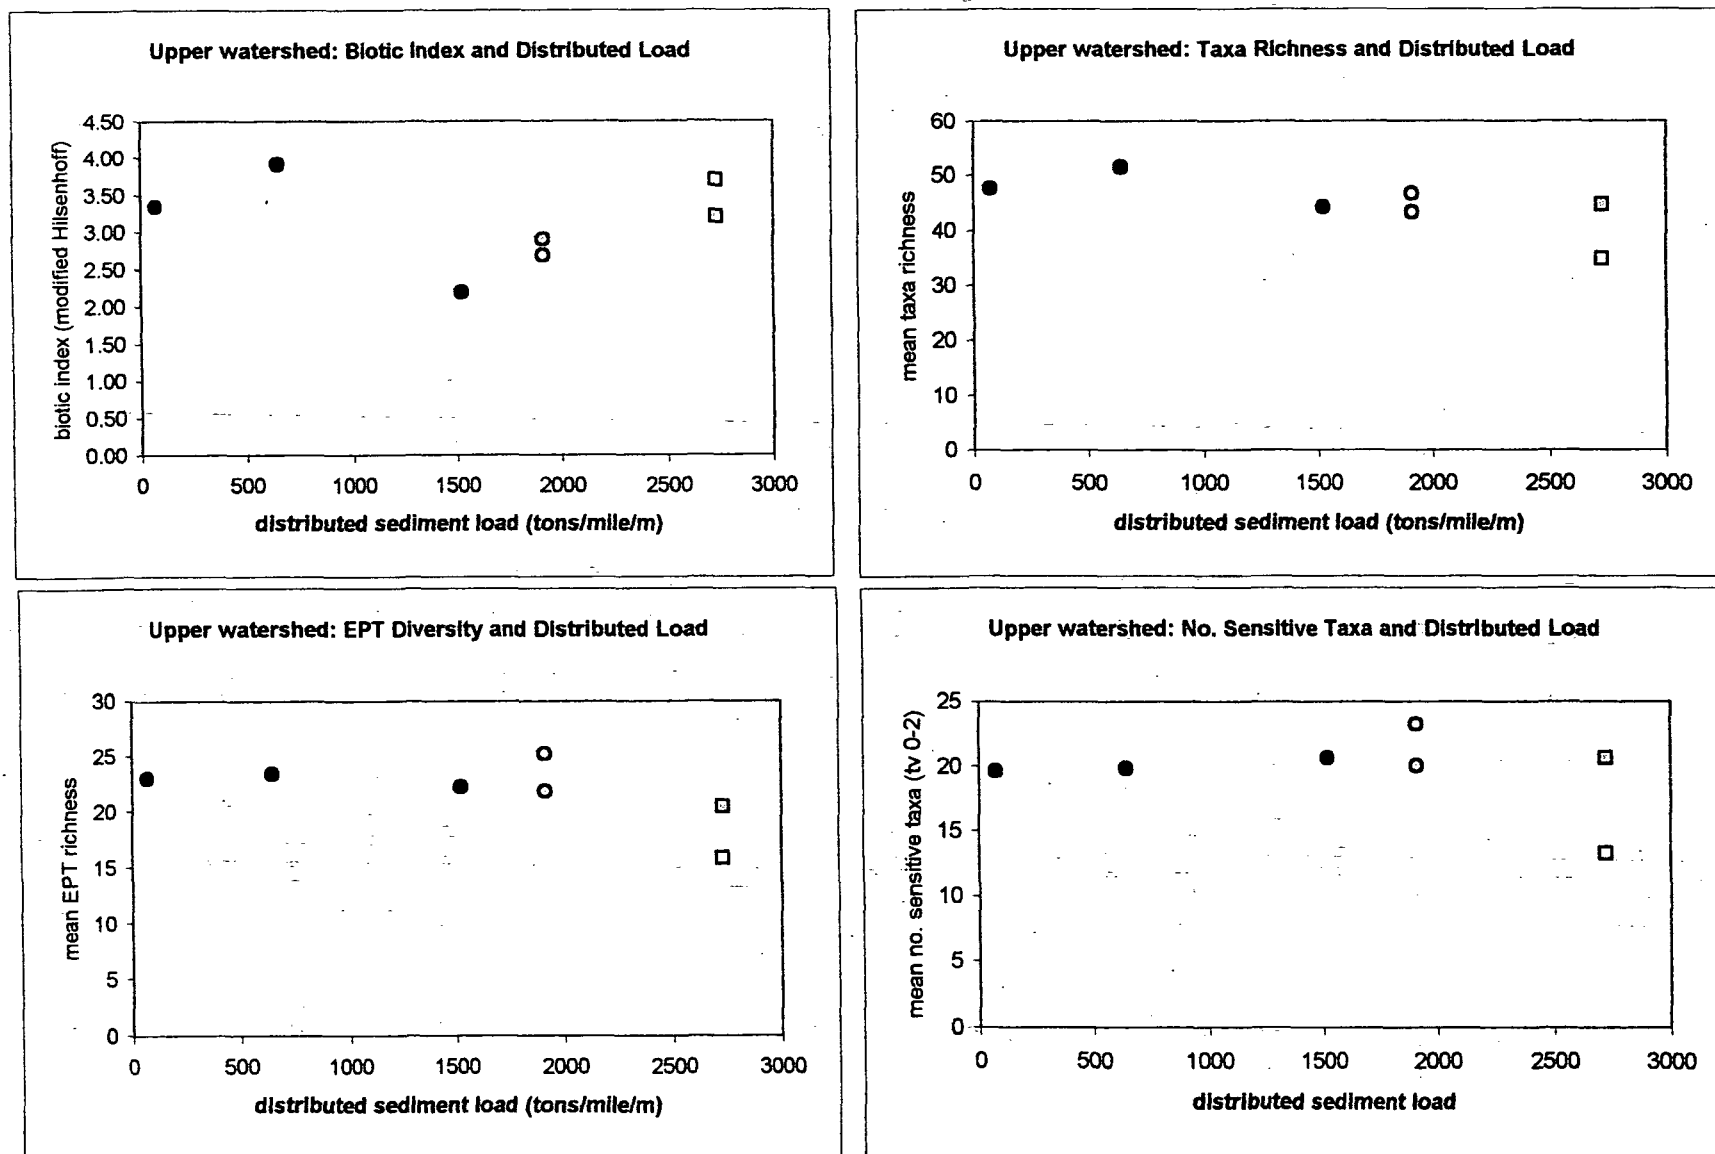 Upper watershed: Biotic Index and Distributed Load
biotic index (modified Hilsenhoff)
4.50
4.00
3.50
3.00
2.50
2.00
1.50
1.00
0.50
0.00
0 500 1000 1500 2000 2500 3000
distributed sediment load (tons/mile/m)
Upper watershed: Taxa Richness and Distributed Load
mean taxa richness
60
50
40
30
20
10
0
0 500 1000 1500 2000 2500 3000
distributed sediment load (tons/mile/m)
Upper watershed: EPT Diversity and Distributed Load
mean EPT richness
30
25
20
15
10
5
0
0 500 1000 1500 2000 2500 3000
distributed sediment load (tons/mile/m)
Upper watershed: No. Sensitive Taxa and Distributed Load
mean no. sensitive taxa (tv 0-2)
25
20
15
10
5
0
0 500 1000 1500 2000 2500 3000
distributed sediment load